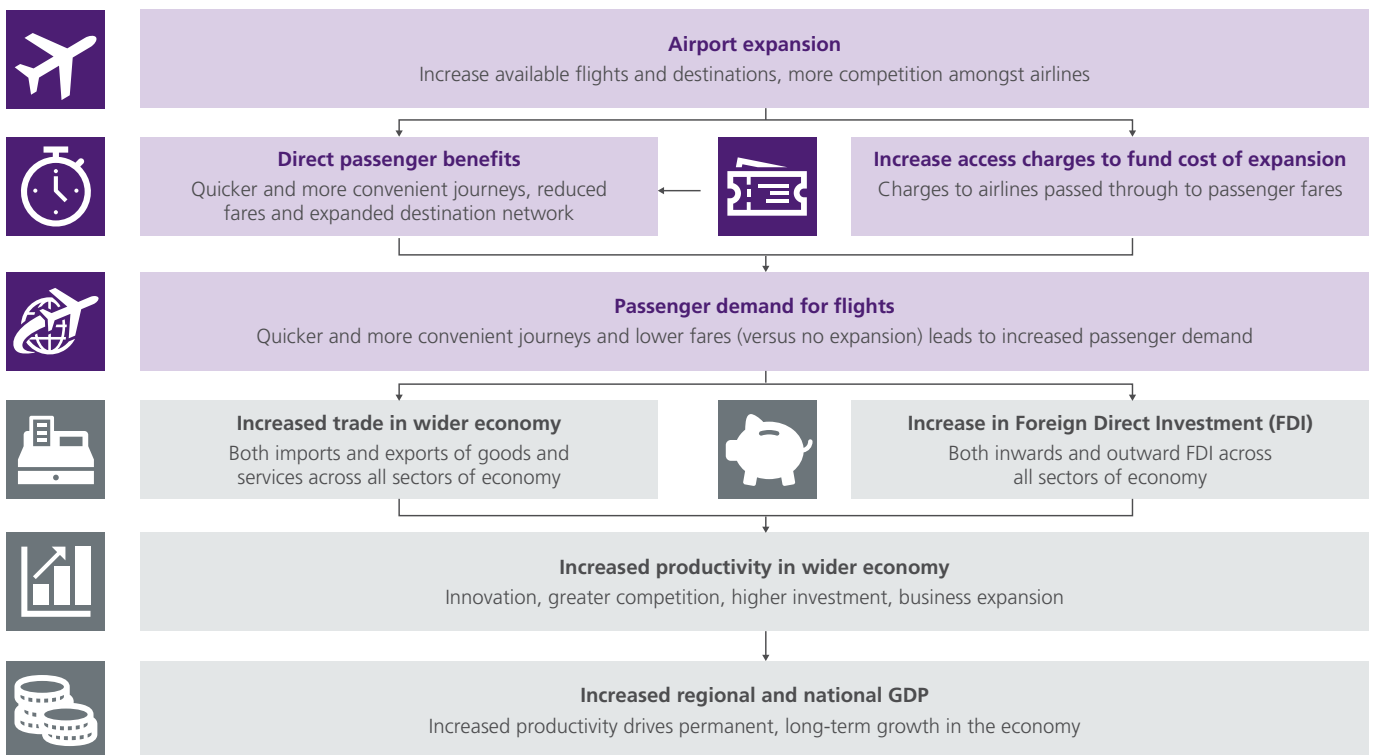 Airport expansion
Increase available flights and destinations, more competition amongst airlines
Direct passenger benefits
Quicker and more convenient journeys, reduced
fares and expanded destination network
Increase access charges to fund cost of expansion
Charges to airlines passed through to passenger fares
Passenger demand for flights
Quicker and more convenient journeys and lower fares (versus no expansion) leads to increased passenger demand
Increased trade in wider economy
Both imports and exports of goods and
services across all sectors of economy
Increase in Foreign Direct Investment (FDI)
Both inwards and outward FDI across
all sectors of economy
Increased productivity in wider economy
Innovation, greater competition, higher investment, business expansion
Increased regional and national GDP
Increased productivity drives permanent, long-term growth in the economy